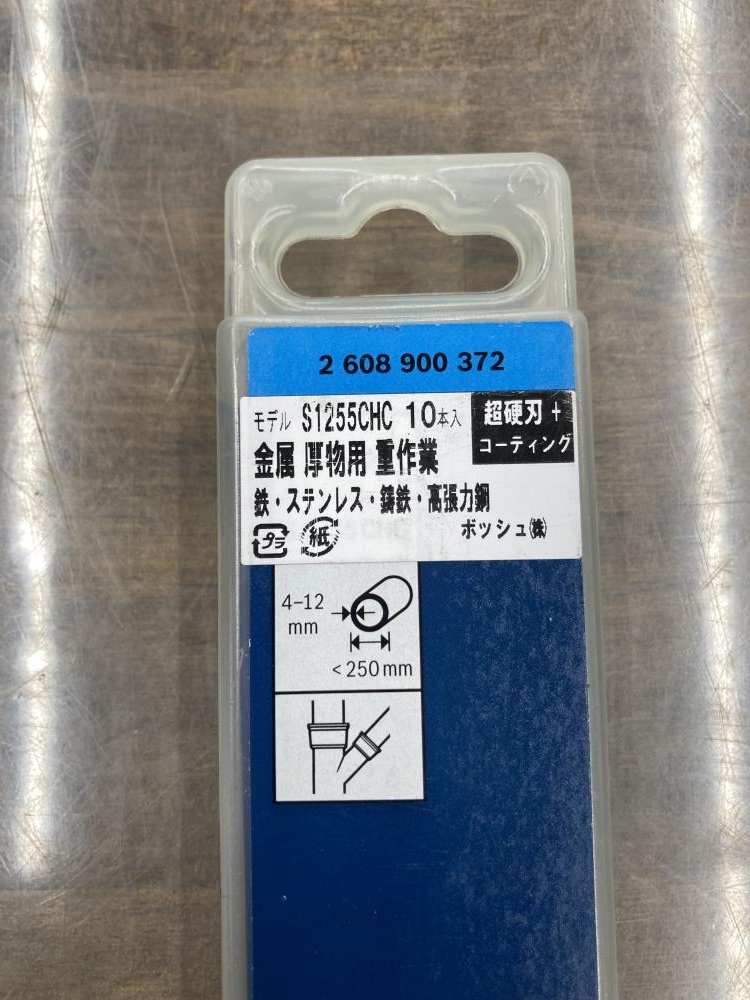 2 608 900 372
モデル S1255CHC 10本入
超硬刃 +
コーティング
金属 厚物用 重作業
鉄・ステンレス・鋳鉄・高張力鋼
プラ 紙 ボッシュ㈱
4-12
mm
<250mm